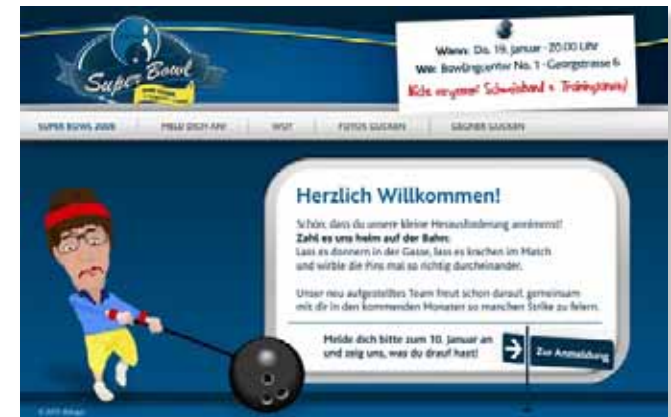 Super Bowl
Wann: Do. 19. Januar - 20:00 Uhr
Wo: Bowlingcenter No. 1 - Georgstrasse 6
Schweissband + Trainingsanzug!
SUPER BOWL
MELD DICH AN!
WO?
FOTOS GUCKEN
GEGNER GUCKEN
Herzlich Willkommen!
Schön, dass du unsere kleine Herausforderung annimmst!
Zahl es uns heim auf der Bahn:
Lass es donnern in der Gasse, lass es krachen im Match
und wirble die Pins mal so richtig durcheinander.
Unser neu aufgestelltes Team freut schon darauf, gemeinsam
mit dir in den kommenden Monaten so manchen Strike zu feiern.
Melde dich bitte zum 10. Januar an
und zeig uns, was du drauf hast!
Zur Anmeldung